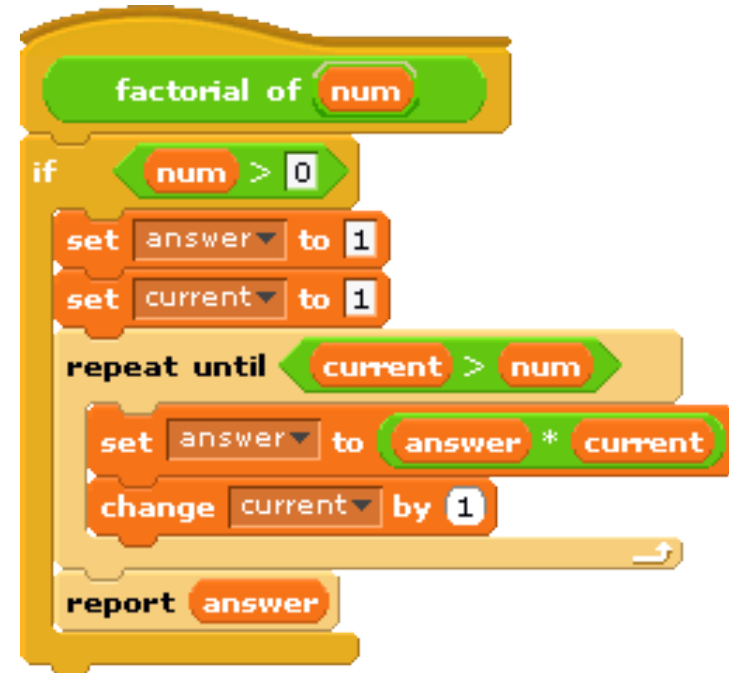 factorial of num
if num > 0
set answer to 1
set current to 1
repeat until current > num
set answer to answer * current
change current by 1
report answer